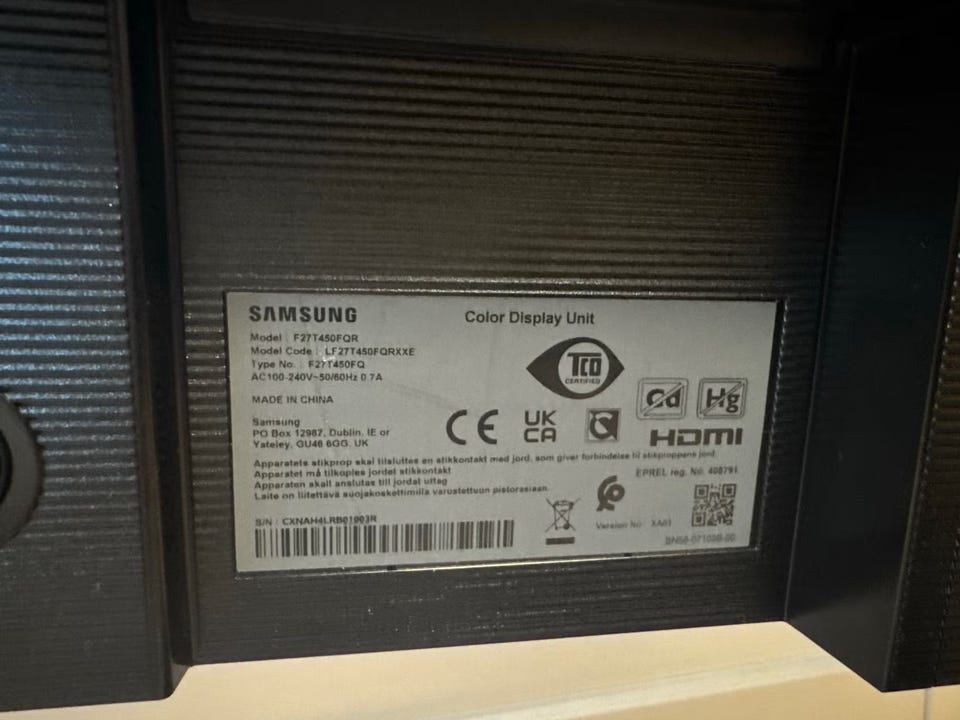 SAMSUNG
Color Display Unit
Model : F27T450FQR
Model Code : LF27T450FQRXXE
Type No. : F27T450FQ
AC100-240V~50/60Hz 0.7A
MADE IN CHINA
Samsung
PO Box 12987, Dublin. IE or
Yateley, GU46 6GG. UK
TCO
CERTIFIED
CE
UK
CA
Cd
Hg
HDMI
Apparatets stikprop skal tilsluttes en stikkontakt med jord, som giver forbindelse til stikproppens jord.
Apparatet må tilkoples jordet stikkontakt
Apparaten skall anslutas till jordat uttag
Laite on liitettävä suojakoskettimilla varustettuun pistorasiaan.
EPREL reg. No: 408791
S/N : CXNAH4LRB01003R
Version No : XA01
BN68-07103B-00